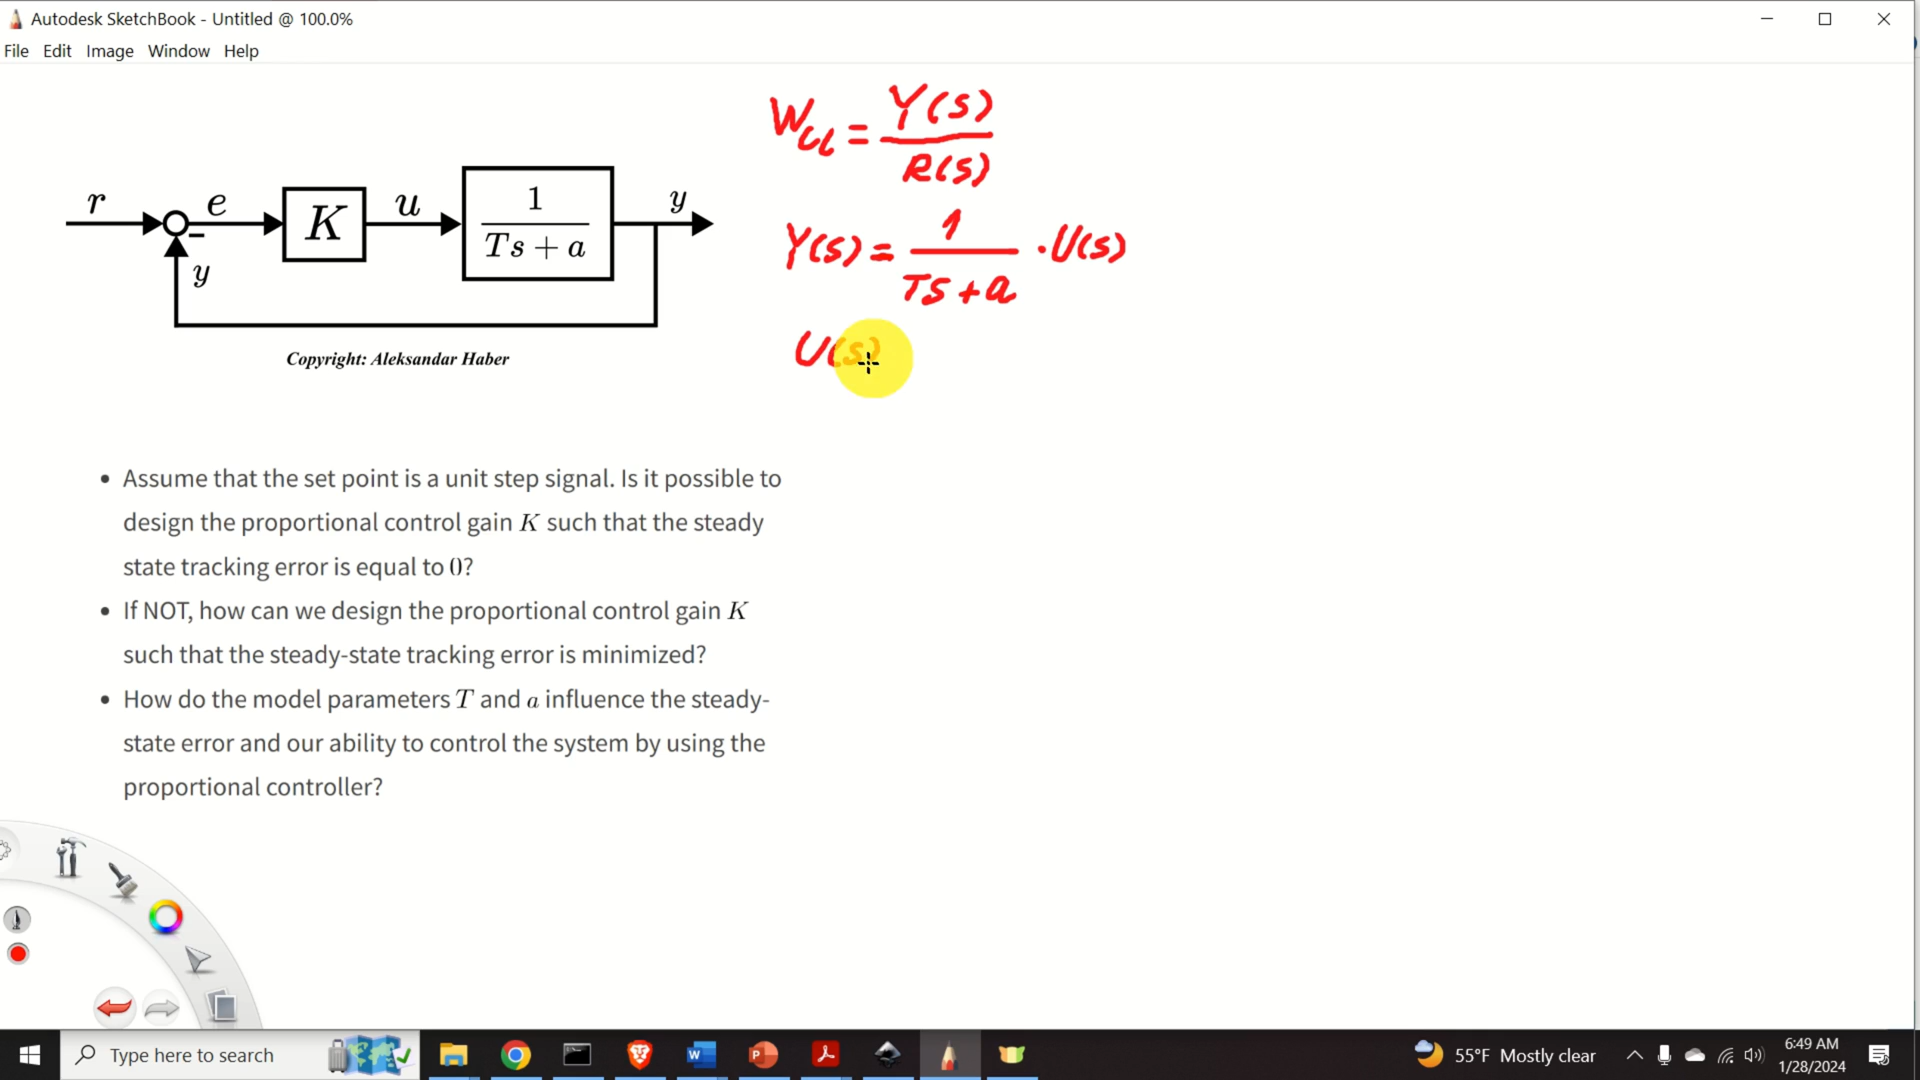 Autodesk SketchBook - Untitled @ 100.0%
File Edit Image Window Help
W_CL = Y(s) / R(s)
r e K u 1 / Ts + a y
y
Y(s) = 1 / Ts + a · U(s)
U(s)
Copyright: Aleksandar Haber
• Assume that the set point is a unit step signal. Is it possible to
design the proportional control gain K such that the steady
state tracking error is equal to 0?
• If NOT, how can we design the proportional control gain K
such that the steady-state tracking error is minimized?
• How do the model parameters T and a influence the steady-
state error and our ability to control the system by using the
proportional controller?
Type here to search
55°F Mostly clear
6:49 AM
1/28/2024